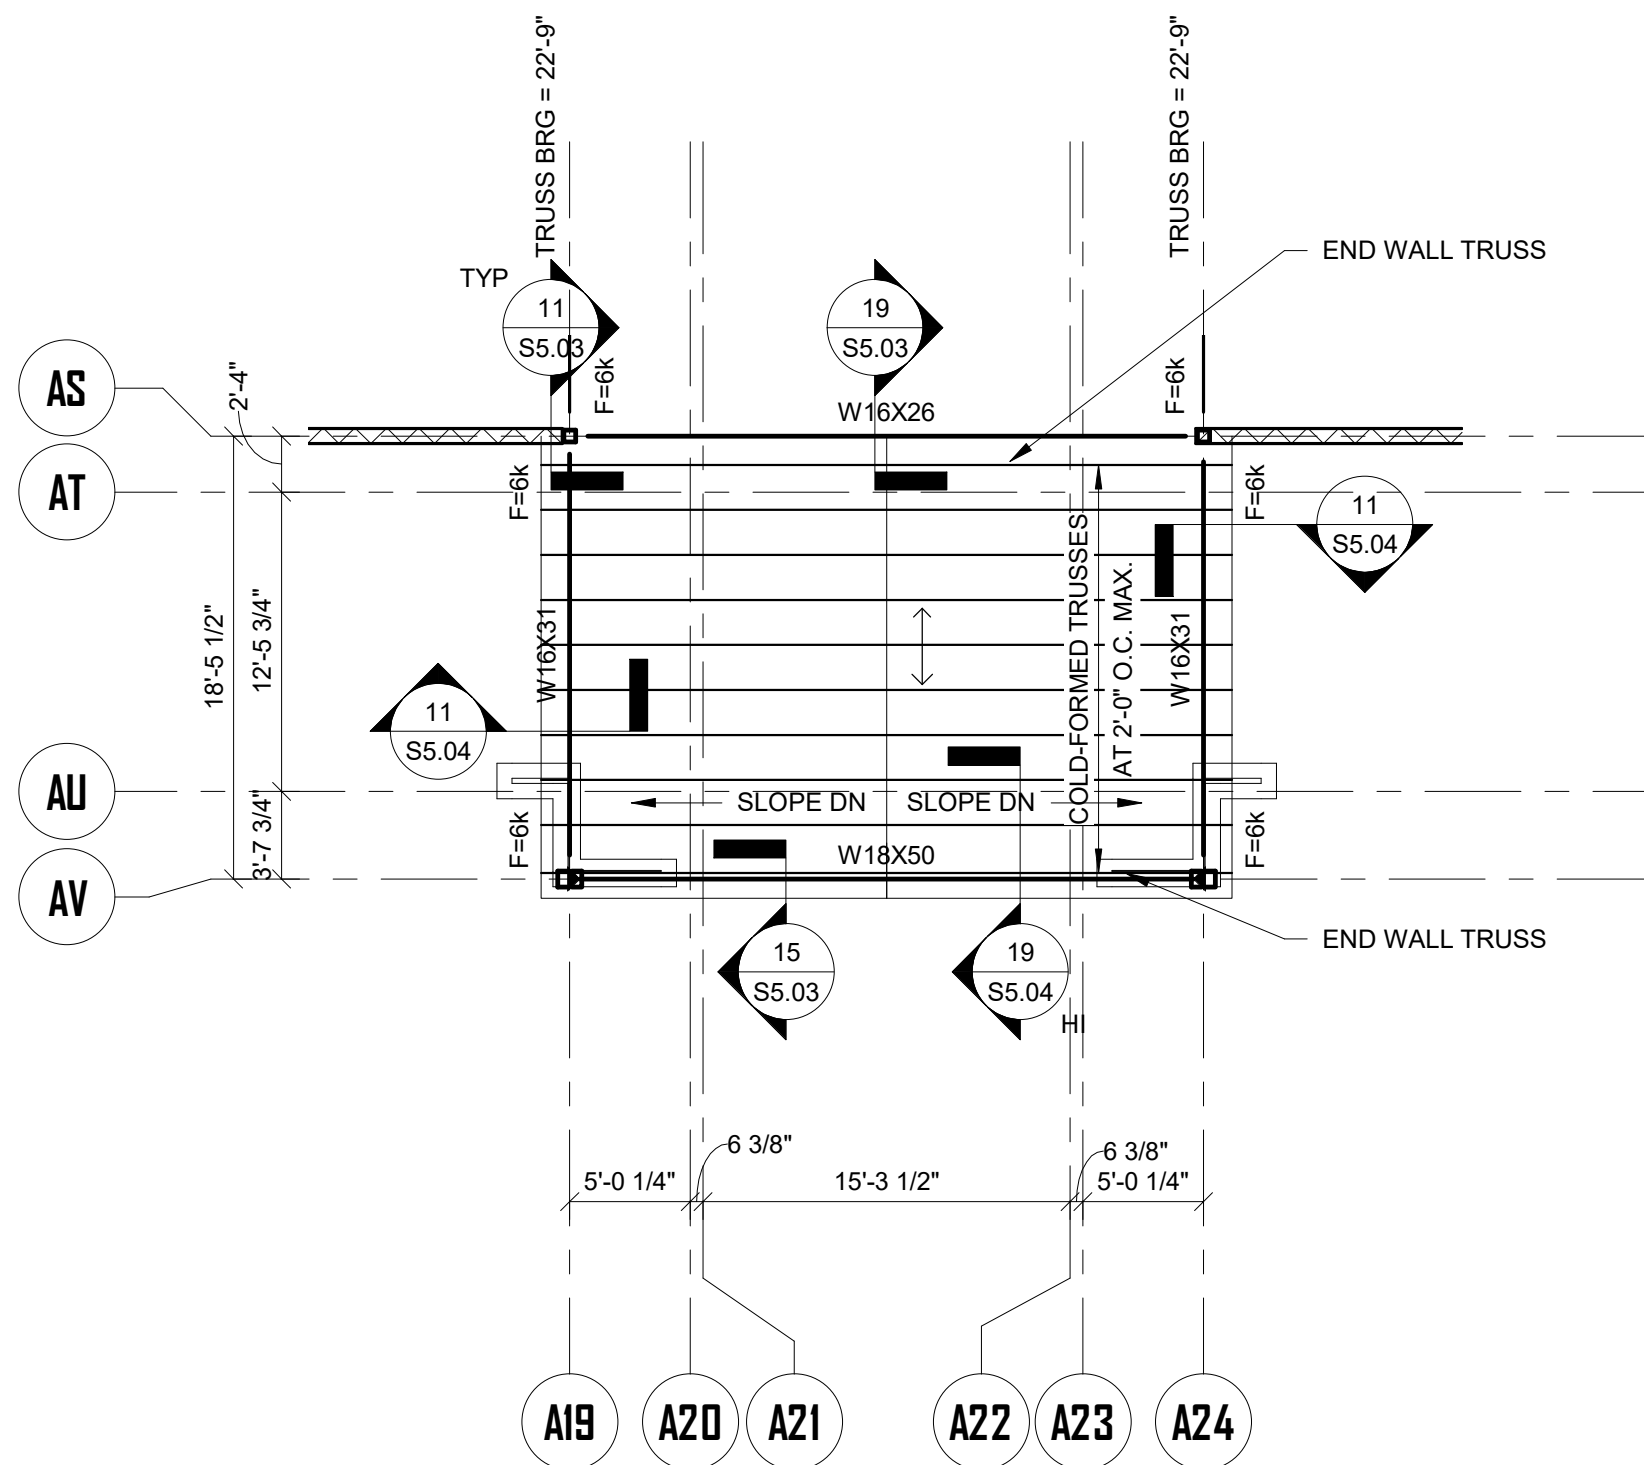 TRUSS BRG = 22'-9"
TRUSS BRG = 22'-9"
END WALL TRUSS
TYP
11
S5.03
19
S5.03
F=6k
F=6k
AS
2'-4"
W16X26
AT
F=6k
F=6k
11
S5.04
COLD-FORMED TRUSSES
AT 2'-0" O.C. MAX.
18'-5 1/2"
12'-5 3/4"
W16X31
W16X31
11
S5.04
AU
SLOPE DN
SLOPE DN
3'-7 3/4"
F=6k
F=6k
W18X50
AV
END WALL TRUSS
15
S5.03
19
S5.04
HI
6 3/8"
6 3/8"
5'-0 1/4"
15'-3 1/2"
5'-0 1/4"
A19
A20
A21
A22
A23
A24